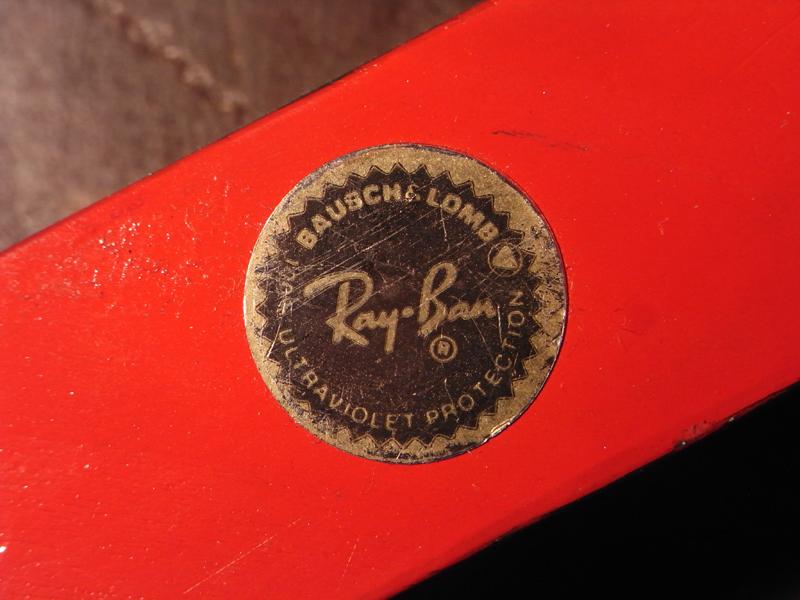 BAUSCH & LOMB
Ray-Ban
®
ULTRAVIOLET PROTECTION